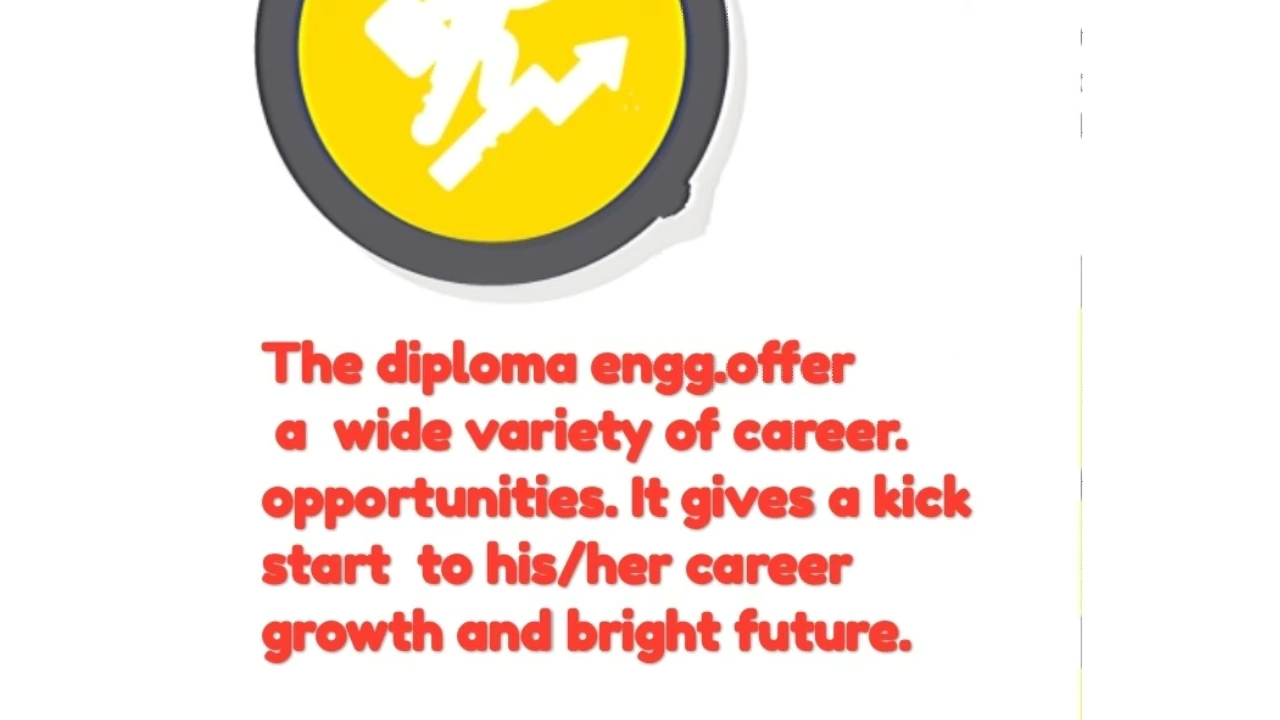 The diploma engg.offer
a wide variety of career.
opportunities. It gives a kick
start to his/her career
growth and bright future.